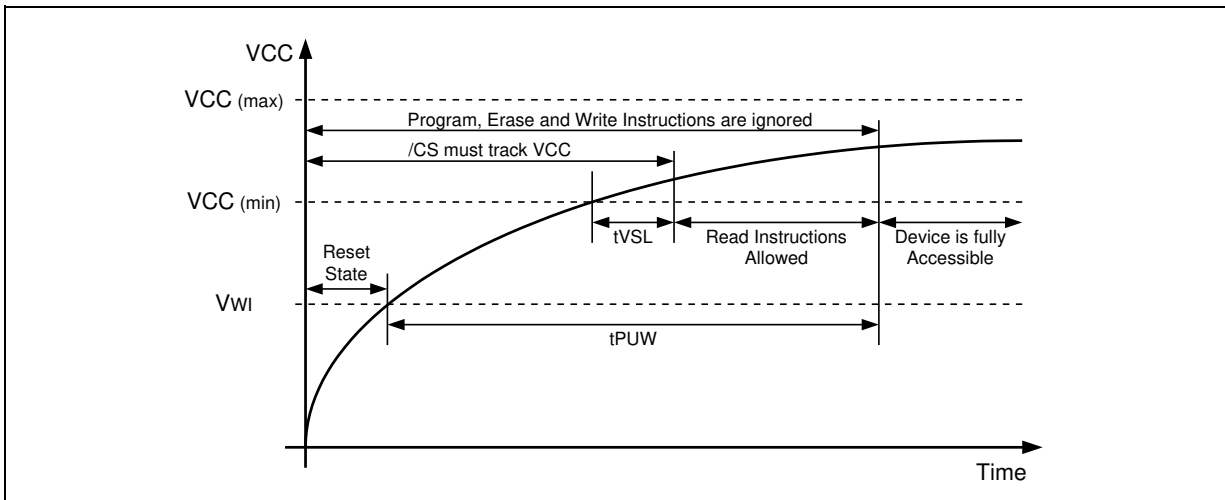 VCC
VCC (max)
Program, Erase and Write Instructions are ignored
/CS must track VCC
VCC (min)
tVSL
Read Instructions
Allowed
Device is fully
Accessible
Reset
State
VWI
tPUW
Time